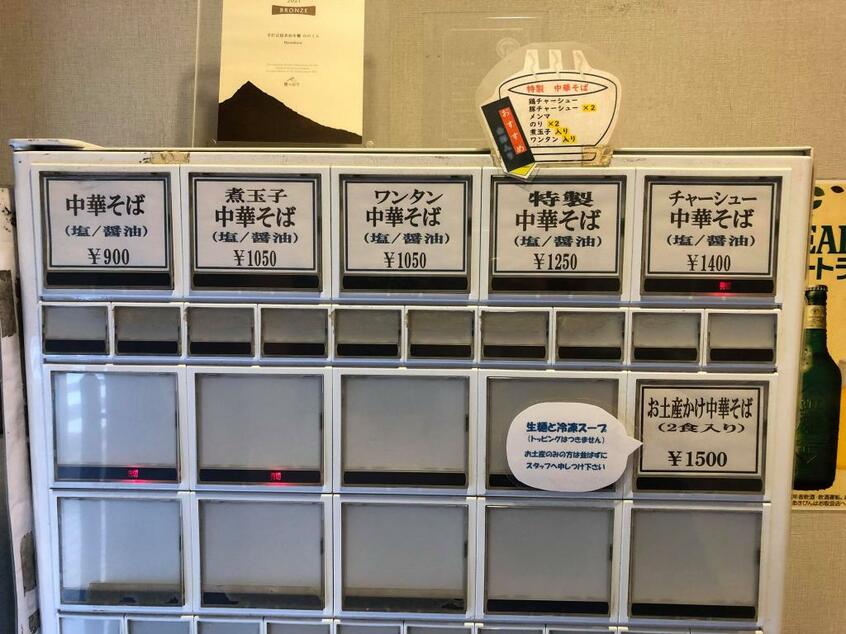 2021
BRONZE
特製 中華そば
鶏チャーシュー
豚チャーシュー ×2
メンマ
のり ×2
煮玉子 入り
ワンタン 入り
おすすめ
中華そば
(塩/醤油)
¥900
煮玉子
中華そば
(塩/醤油)
¥1050
ワンタン
中華そば
(塩/醤油)
¥1050
特製
中華そば
(塩/醤油)
¥1250
チャーシュー
中華そば
(塩/醤油)
¥1400
売切
売切
売切
生麺と冷凍スープ
(トッピングはつきません)
お土産のみの方は並ばずに
スタッフへ申しつけ下さい
お土産かけ中華そば
(2食入り)
¥1500